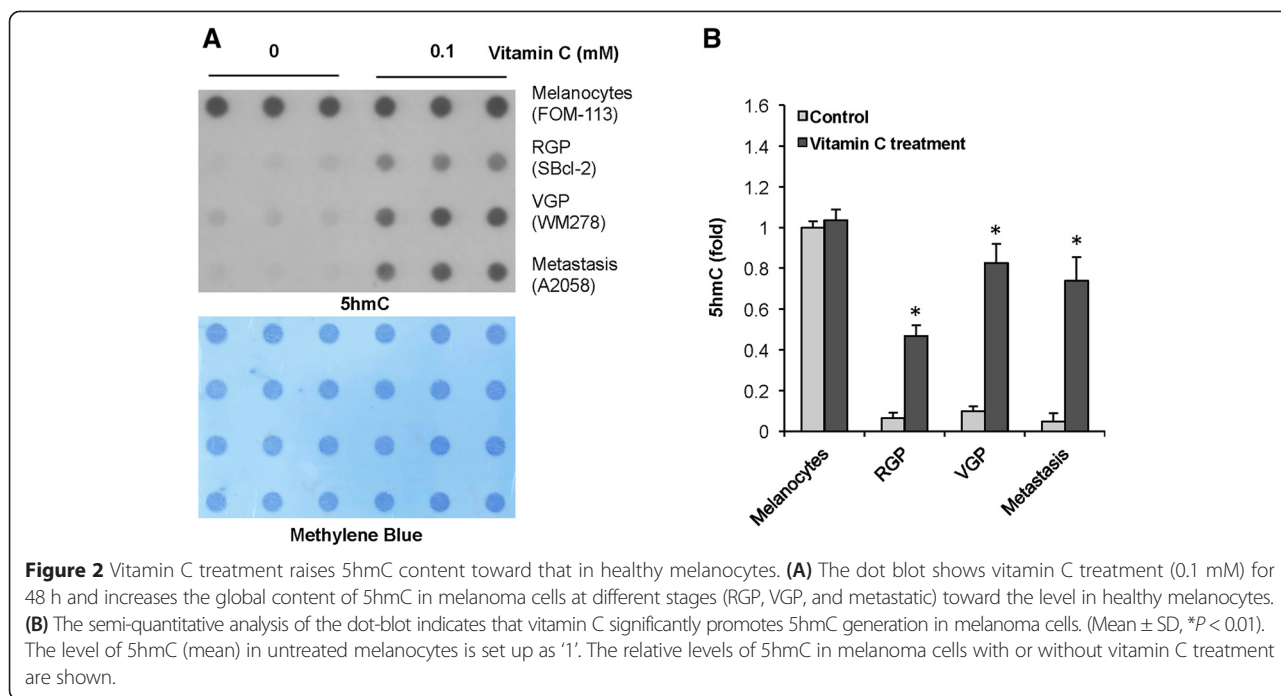 A
B
0
0.1
Vitamin C (mM)
Melanocytes
(FOM-113)
RGP
(SBcl-2)
VGP
(WM278)
Metastasis
(A2058)
5hmC
Methylene Blue
5hmC (fold)
1.6
1.4
1.2
1
0.8
0.6
0.4
0.2
0
Control
Vitamin C treatment
*
*
*
Melanocytes
RGP
VGP
Metastasis
Figure 2 Vitamin C treatment raises 5hmC content toward that in healthy melanocytes. (A) The dot blot shows vitamin C treatment (0.1 mM) for
48 h and increases the global content of 5hmC in melanoma cells at different stages (RGP, VGP, and metastatic) toward the level in healthy melanocytes.
(B) The semi-quantitative analysis of the dot-blot indicates that vitamin C significantly promotes 5hmC generation in melanoma cells. (Mean ± SD, *P < 0.01).
The level of 5hmC (mean) in untreated melanocytes is set up as ‘1’. The relative levels of 5hmC in melanoma cells with or without vitamin C treatment
are shown.